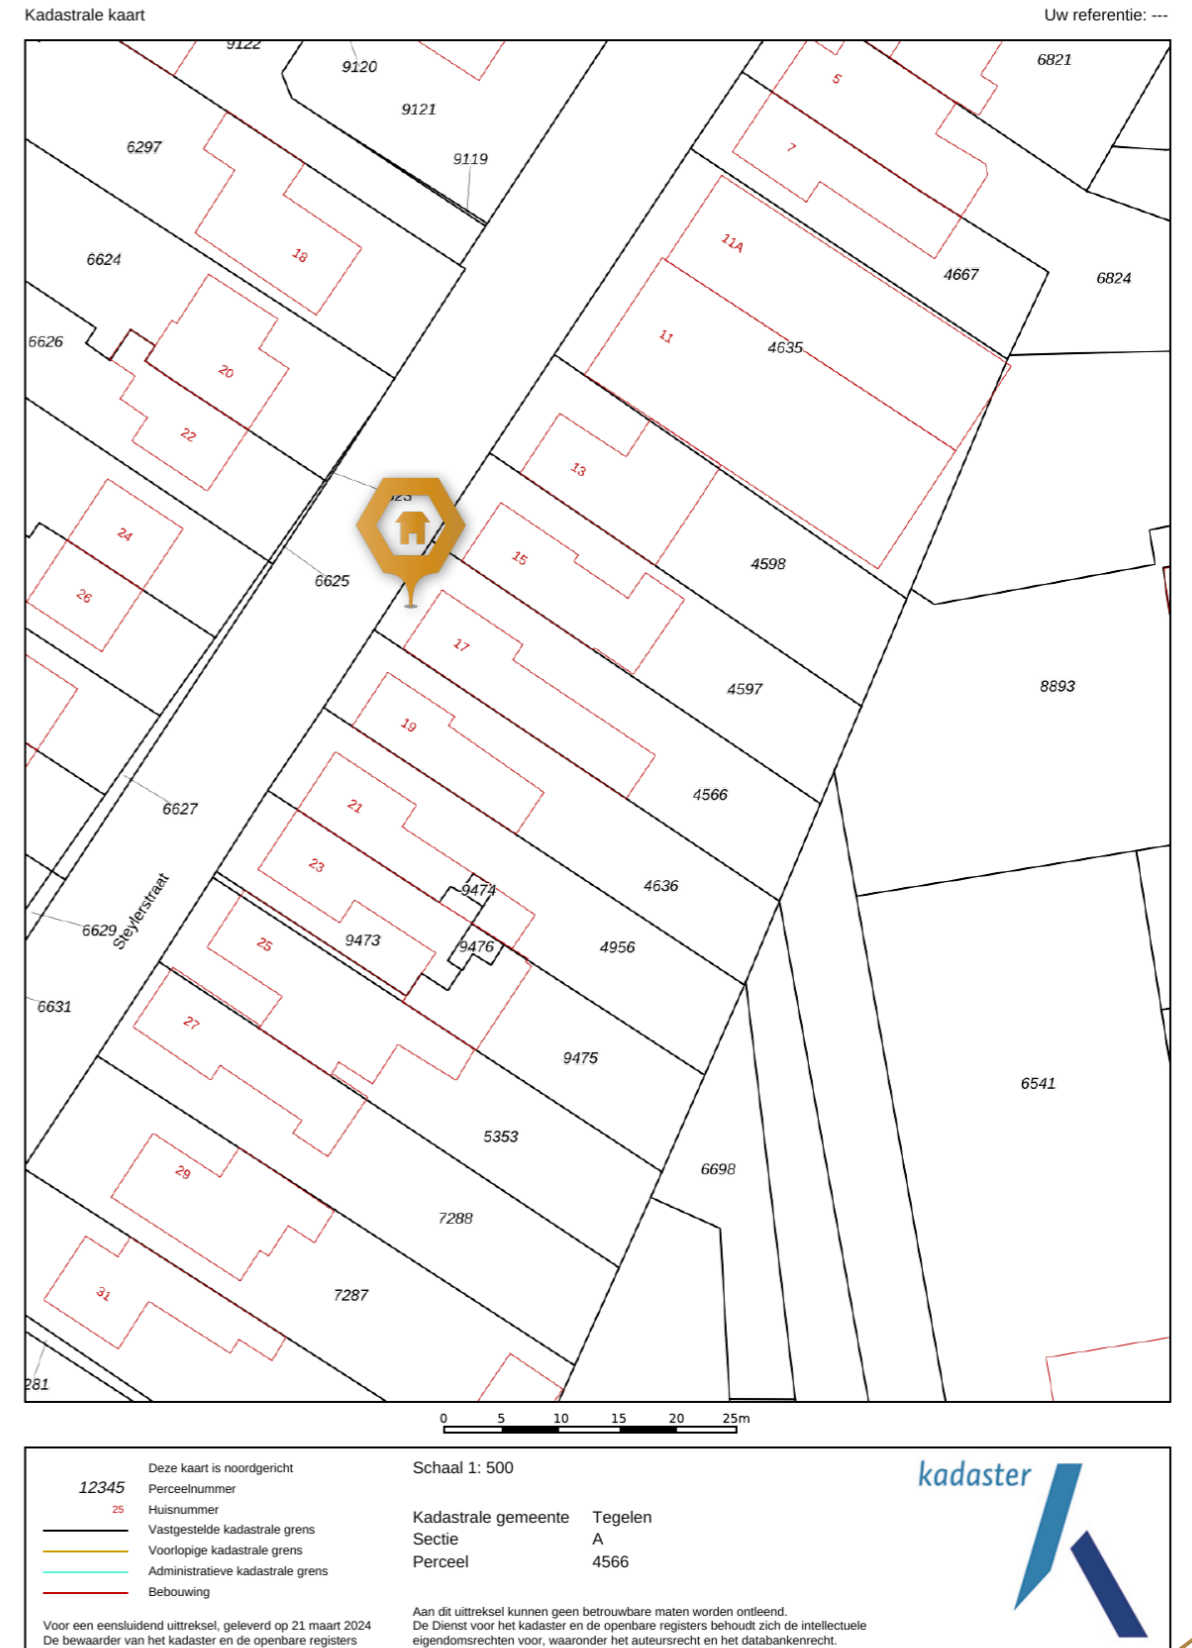 Kadastrale kaart
Uw referentie: ---
9122
9120
9121
9119
6297
18
6624
6626
20
22
24
26
6625
6627
Steylerstraat
6629
6631
5
7
6821
11A
4667
6824
11
4635
13
4598
15
4597
8893
17
4566
19
21
4636
23
9474
9473
9476
4956
25
27
9475
6541
5353
29
6698
7288
31
7287
281
0 5 10 15 20 25m
Deze kaart is noordgericht
12345 Perceelnummer
25 Huisnummer
Vastgestelde kadastrale grens
Voorlopige kadastrale grens
Administratieve kadastrale grens
Bebouwing
Voor een eensluidend uittreksel, geleverd op 21 maart 2024
De bewaarder van het kadaster en de openbare registers
Schaal 1: 500
Kadastrale gemeente Tegelen
Sectie A
Perceel 4566
Aan dit uittreksel kunnen geen betrouwbare maten worden ontleend.
De Dienst voor het kadaster en de openbare registers behoudt zich de intellectuele
eigendomsrechten voor, waaronder het auteursrecht en het databankenrecht.
kadaster